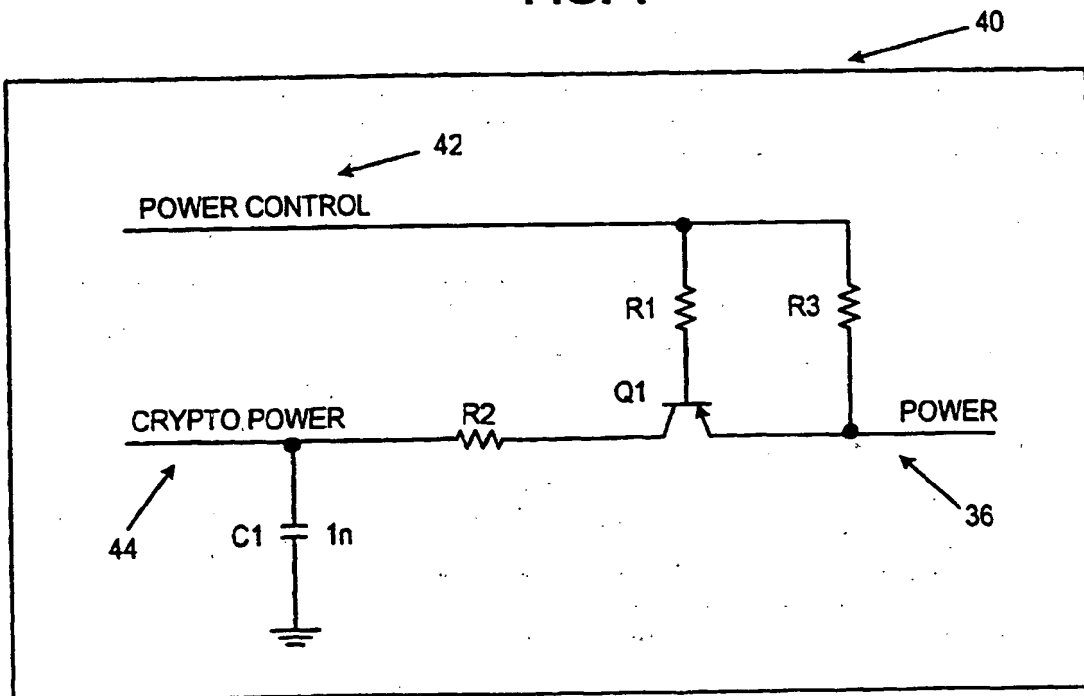 40
42
POWER CONTROL
R1
R3
Q1
CRYPTO POWER
R2
POWER
44
C1
1n
36